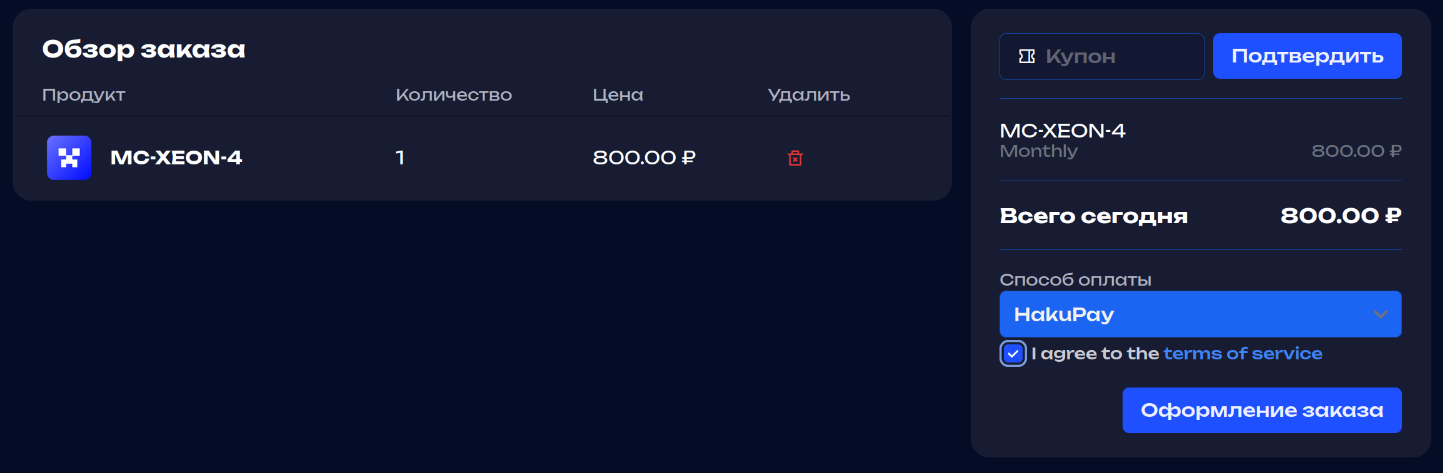 Обзор заказа
Продукт Количество Цена Удалить
MC-XEON-4 1 800.00 ₽
Купон Подтвердить
MC-XEON-4
Monthly 800.00 ₽
Всего сегодня 800.00 ₽
Способ оплаты
HakuPay
I agree to the terms of service
Оформление заказа